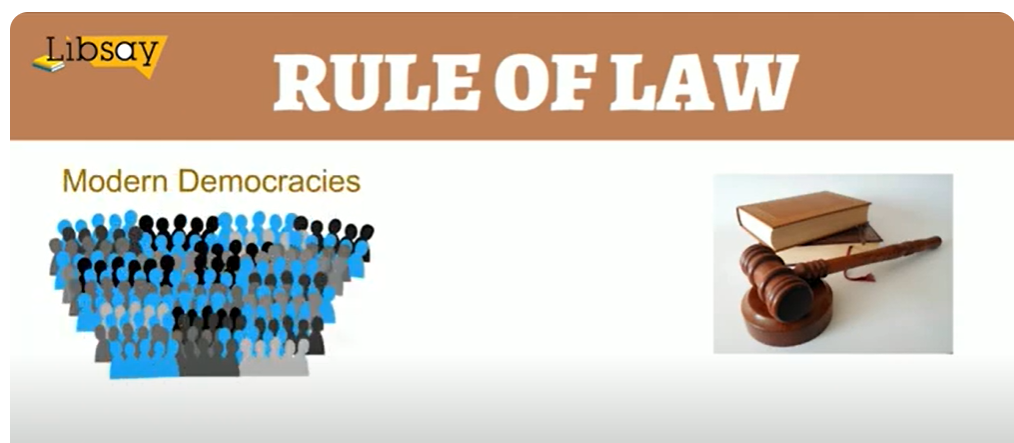 Libsay
RULE OF LAW
Modern Democracies